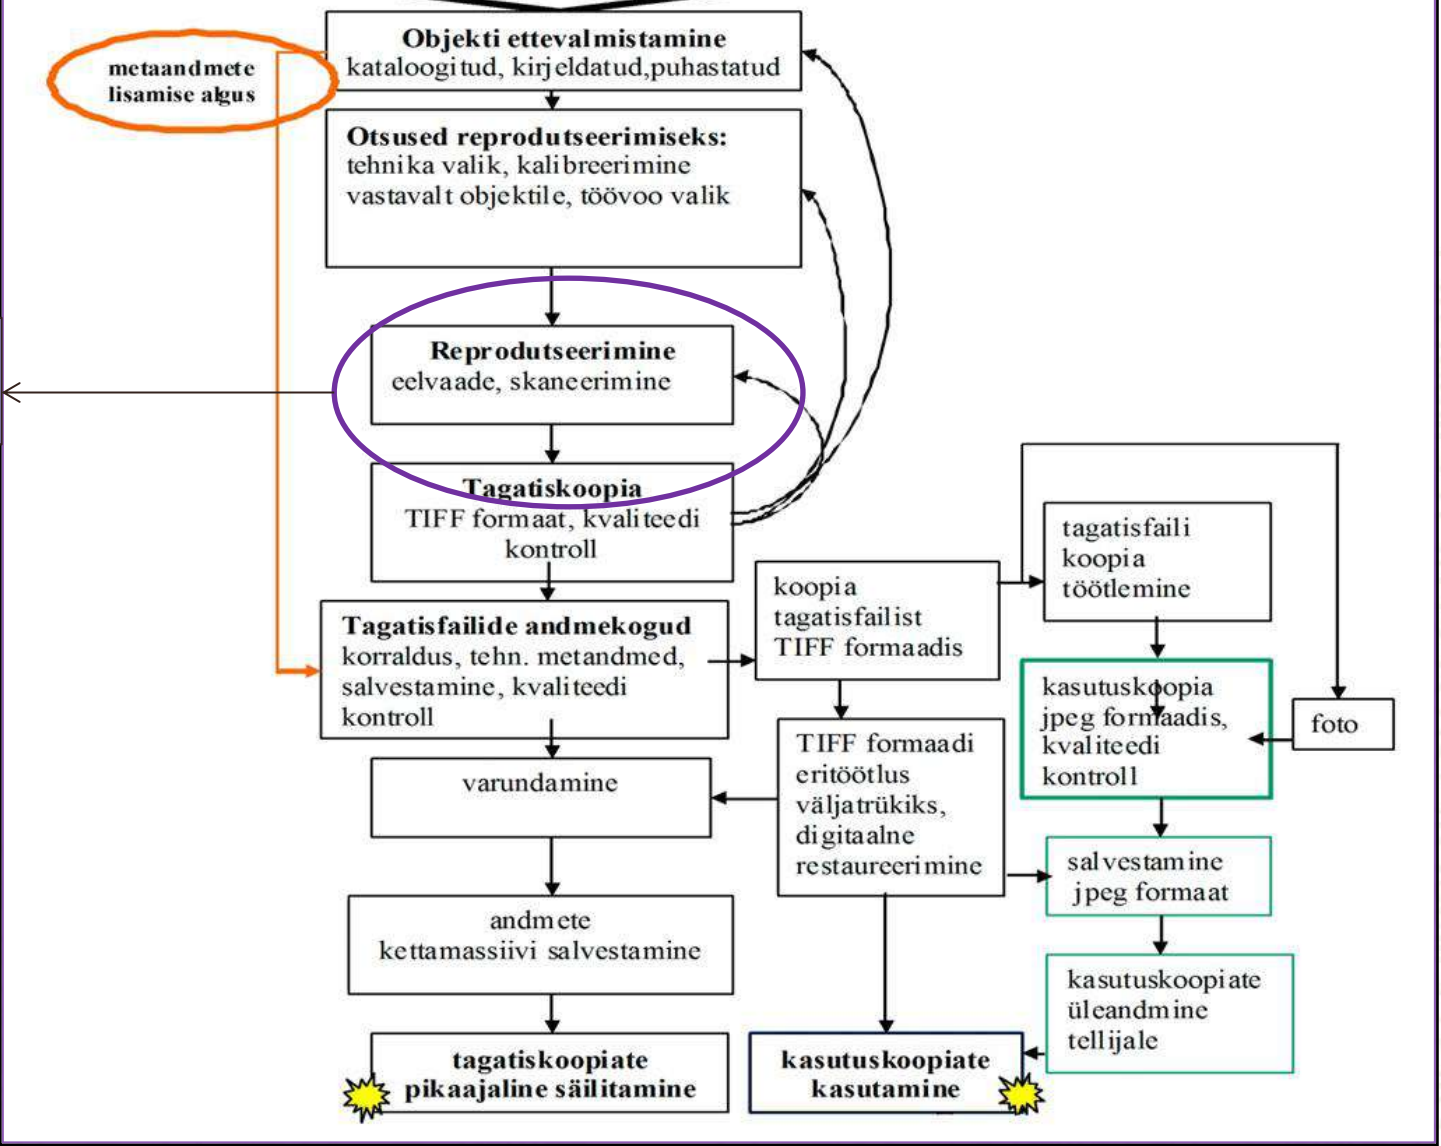 Objekti ettevalmistamine
kataloogitud, kirjeldatud,puhastatud
metaandmete
lisamise algus
Otsused reprodutseerimiseks:
tehnika valik, kalibreerimine
vastavalt objektile, töövoo valik
Reprodutseerimine
eelvaade, skaneerimine
Tagatiskoopia
TIFF formaat, kvaliteedi
kontroll
Tagatisfailide andmekogud
korraldus, tehn. metandmed,
salvestamine, kvaliteedi
kontroll
koopia
tagatisfailist
TIFF formaadis
tagatisfaili
koopia
töötlemine
kasutuskoopia
jpeg formaadis,
kvaliteedi
kontroll
foto
TIFF formaadi
eritöötlus
väljatrükiks,
digitaalne
restaureerimine
varundamine
salvestamine
jpeg formaat
andmete
kettamassiivi salvestamine
kasutuskoopiate
üleandmine
tellijale
tagatiskoopiate
pikaajaline säilitamine
kasutuskoopiate
kasutamine